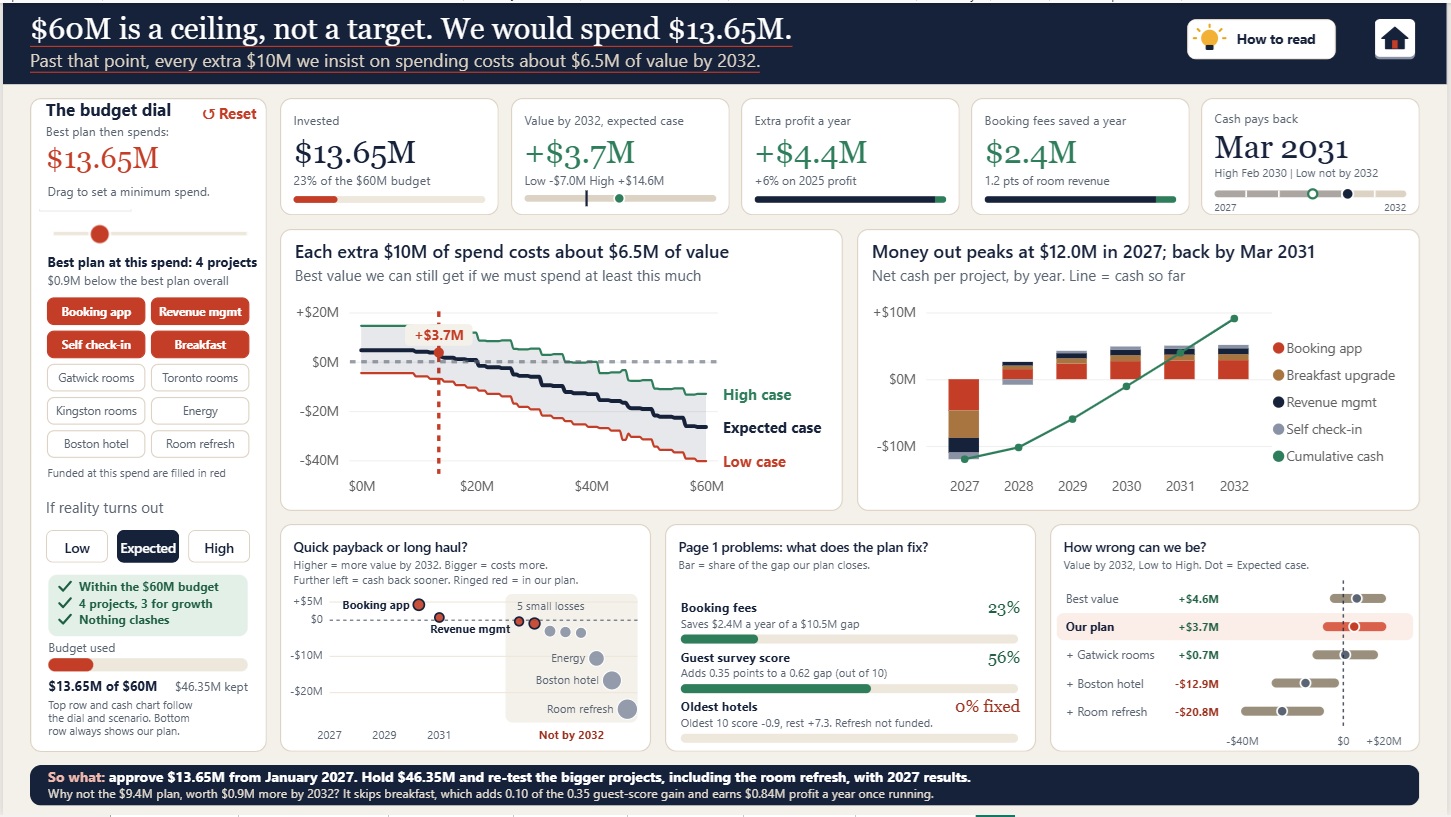 $60M is a ceiling, not a target. We would spend $13.65M.
Past that point, every extra $10M we insist on spending costs about $6.5M of value by 2032.
How to read
The budget dial
↺ Reset
Best plan then spends:
$13.65M
Drag to set a minimum spend.
Best plan at this spend: 4 projects
$0.9M below the best plan overall
Booking app
Revenue mgmt
Self check-in
Breakfast
Gatwick rooms
Toronto rooms
Kingston rooms
Energy
Boston hotel
Room refresh
Funded at this spend are filled in red
If reality turns out
Low
Expected
High
✓ Within the $60M budget
✓ 4 projects, 3 for growth
✓ Nothing clashes
Budget used
$13.65M of $60M
$46.35M kept
Top row and cash chart follow
the dial and scenario. Bottom
row always shows our plan.
Invested
$13.65M
23% of the $60M budget
Value by 2032, expected case
+$3.7M
Low -$7.0M High +$14.6M
Extra profit a year
+$4.4M
+6% on 2025 profit
Booking fees saved a year
$2.4M
1.2 pts of room revenue
Cash pays back
Mar 2031
High Feb 2030 | Low not by 2032
2027
2032
Each extra $10M of spend costs about $6.5M of value
Best value we can still get if we must spend at least this much
+$20M
$0M
-$20M
-$40M
+$3.7M
High case
Expected case
Low case
$0M
$20M
$40M
$60M
Money out peaks at $12.0M in 2027; back by Mar 2031
Net cash per project, by year. Line = cash so far
+$10M
$0M
-$10M
2027
2028
2029
2030
2031
2032
Booking app
Breakfast upgrade
Revenue mgmt
Self check-in
Cumulative cash
Quick payback or long haul?
Higher = more value by 2032. Bigger = costs more.
Further left = cash back sooner. Ringed red = in our plan.
+$5M
$0
-$10M
-$20M
Booking app
Revenue mgmt
5 small losses
Energy
Boston hotel
Room refresh
2027
2029
2031
Not by 2032
Page 1 problems: what does the plan fix?
Bar = share of the gap our plan closes.
Booking fees
23%
Saves $2.4M a year of a $10.5M gap
Guest survey score
56%
Adds 0.35 points to a 0.62 gap (out of 10)
Oldest hotels
0% fixed
Oldest 10 score -0.9, rest +7.3. Refresh not funded.
How wrong can we be?
Value by 2032, Low to High. Dot = Expected case.
Best value +$4.6M
Our plan +$3.7M
+ Gatwick rooms +$0.7M
+ Boston hotel -$12.9M
+ Room refresh -$20.8M
-$40M
$0
+$20M
So what: approve $13.65M from January 2027. Hold $46.35M and re-test the bigger projects, including the room refresh, with 2027 results.
Why not the $9.4M plan, worth $0.9M more by 2032? It skips breakfast, which adds 0.10 of the 0.35 guest-score gain and earns $0.84M profit a year once running.